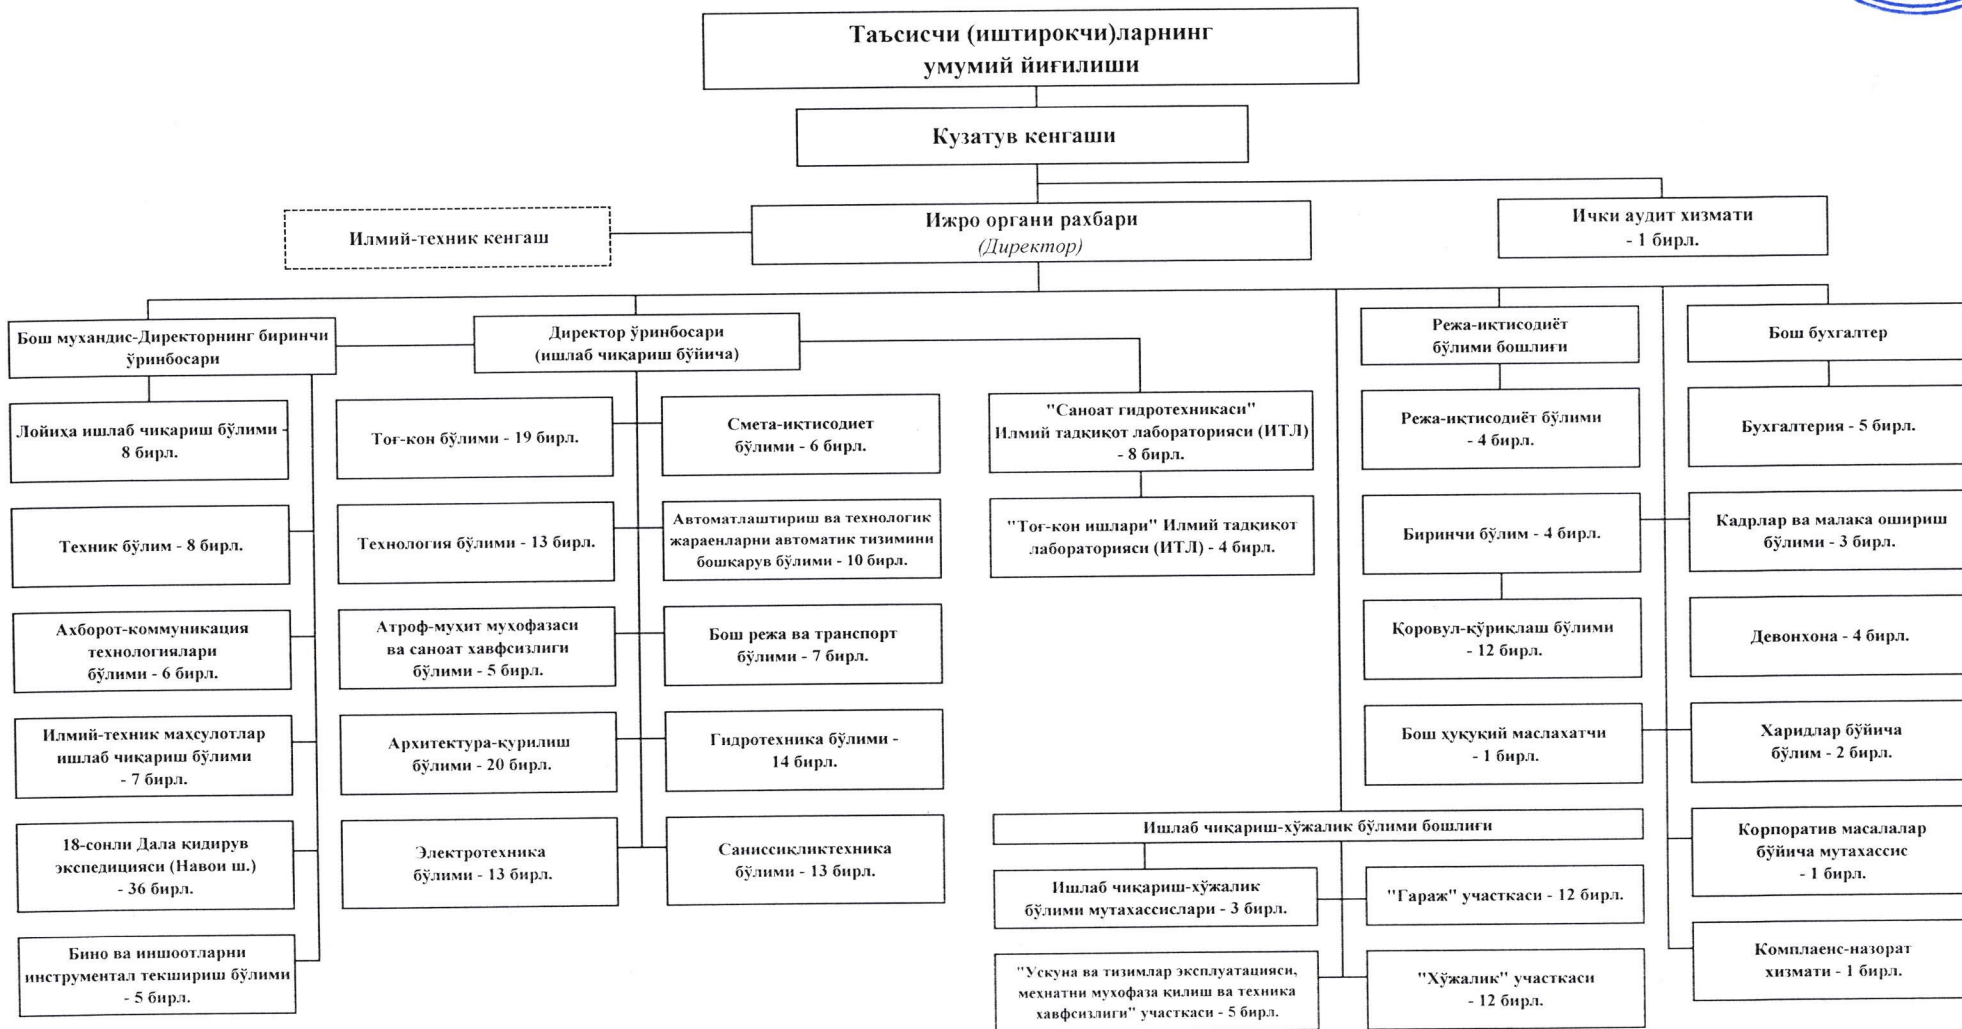 Таъсисчи (иштирокчи)ларнинг
умумий йиғилиши
Кузатув кенгаши
Илмий-техник кенгаш
Ижро органи рахбари
(Директор)
Ички аудит хизмати
- 1 бирл.
Бош мухандис-Директорнинг биринчи
ўринбосари
Директор ўринбосари
(ишлаб чиқариш бўйича)
Режа-иқтисодиёт
бўлими бошлиғи
Бош бухгалтер
Лойиҳа ишлаб чиқариш бўлими -
8 бирл.
Техник бўлим - 8 бирл.
Ахборот-коммуникация
технологиялари
бўлими - 6 бирл.
Илмий-техник маҳсулотлар
ишлаб чиқариш бўлими
- 7 бирл.
18-сонли Дала қидирув
экспедицияси (Навои ш.)
- 36 бирл.
Бино ва иншоотларни
инструментал текшириш бўлими
- 5 бирл.
Тоғ-кон бўлими - 19 бирл.
Технология бўлими - 13 бирл.
Атроф-муҳит мухофазаси
ва саноат хавфсизлиги
бўлими - 5 бирл.
Архитектура-қурилиш
бўлими - 20 бирл.
Электротехника
бўлими - 13 бирл.
Смета-иқтисодиет
бўлими - 6 бирл.
Автоматлаштириш ва технологик
жараенларни автоматик тизимини
бошқарув бўлими - 10 бирл.
Бош режа ва транспорт
бўлими - 7 бирл.
Гидротехника бўлими -
14 бирл.
Саниссиқликтехника
бўлими - 13 бирл.
"Саноат гидротехникаси"
Илмий тадқиқот лабораторияси (ИТЛ)
- 8 бирл.
"Тоғ-кон ишлари" Илмий тадқиқот
лабораторияси (ИТЛ) - 4 бирл.
Ишлаб чиқариш-хўжалик бўлими бошлиғи
Ишлаб чиқариш-хўжалик
бўлими мутахассислари - 3 бирл.
"Гараж" участкаси - 12 бирл.
"Ускуна ва тизимлар эксплуатацияси,
мехнатни мухофаза қилиш ва техника
хавфсизлиги" участкаси - 5 бирл.
"Хўжалик" участкаси
- 12 бирл.
Режа-иқтисодиёт бўлими
- 4 бирл.
Биринчи бўлим - 4 бирл.
Қоровул-қўриқлаш бўлими
- 12 бирл.
Бош ҳуқуқий маслахатчи
- 1 бирл.
Бухгалтерия - 5 бирл.
Кадрлар ва малака ошириш
бўлими - 3 бирл.
Девонхона - 4 бирл.
Харидлар бўйича
бўлим - 2 бирл.
Корпоратив масалалар
бўйича мутахассис
- 1 бирл.
Комплаенс-назорат
хизмати - 1 бирл.